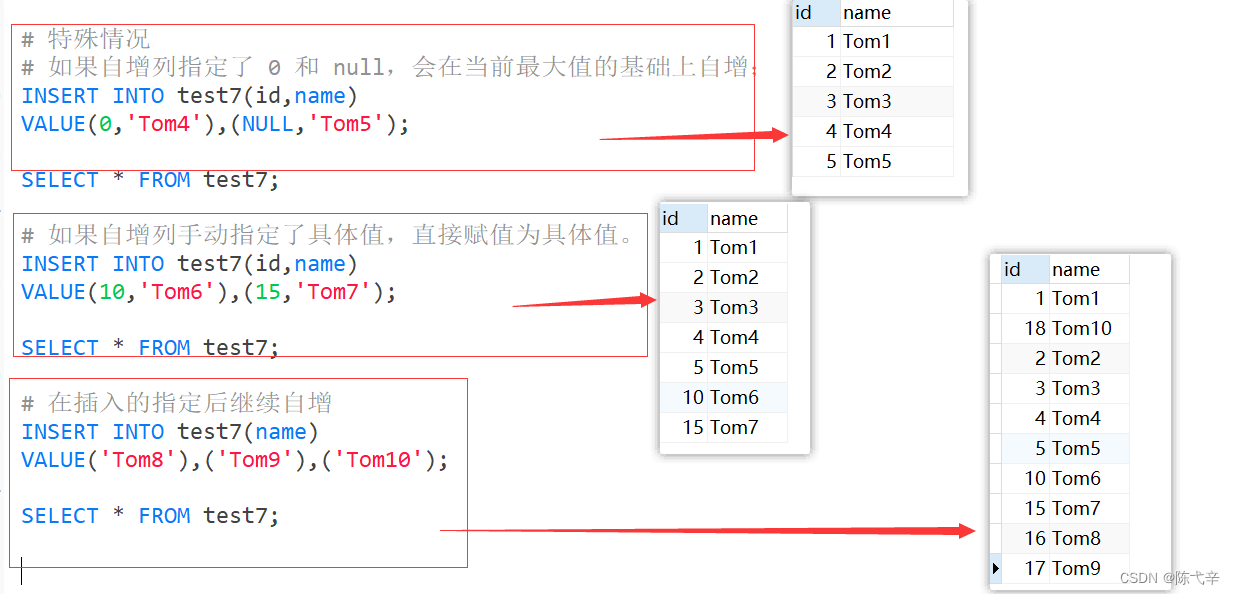 # 特殊情况
# 如果自增列指定了 0 和 null，会在当前最大值的基础上自增；
INSERT INTO test7(id,name)
VALUE(0,'Tom4'),(NULL,'Tom5');
SELECT * FROM test7;
id name
1 Tom1
2 Tom2
3 Tom3
4 Tom4
5 Tom5
# 如果自增列手动指定了具体值，直接赋值为具体值。
INSERT INTO test7(id,name)
VALUE(10,'Tom6'),(15,'Tom7');
SELECT * FROM test7;
id name
1 Tom1
2 Tom2
3 Tom3
4 Tom4
5 Tom5
10 Tom6
15 Tom7
# 在插入的指定后继续自增
INSERT INTO test7(name)
VALUE('Tom8'),('Tom9'),('Tom10');
SELECT * FROM test7;
id name
1 Tom1
18 Tom10
2 Tom2
3 Tom3
4 Tom4
5 Tom5
10 Tom6
15 Tom7
16 Tom8
17 Tom9
CSDN @陈弋辛